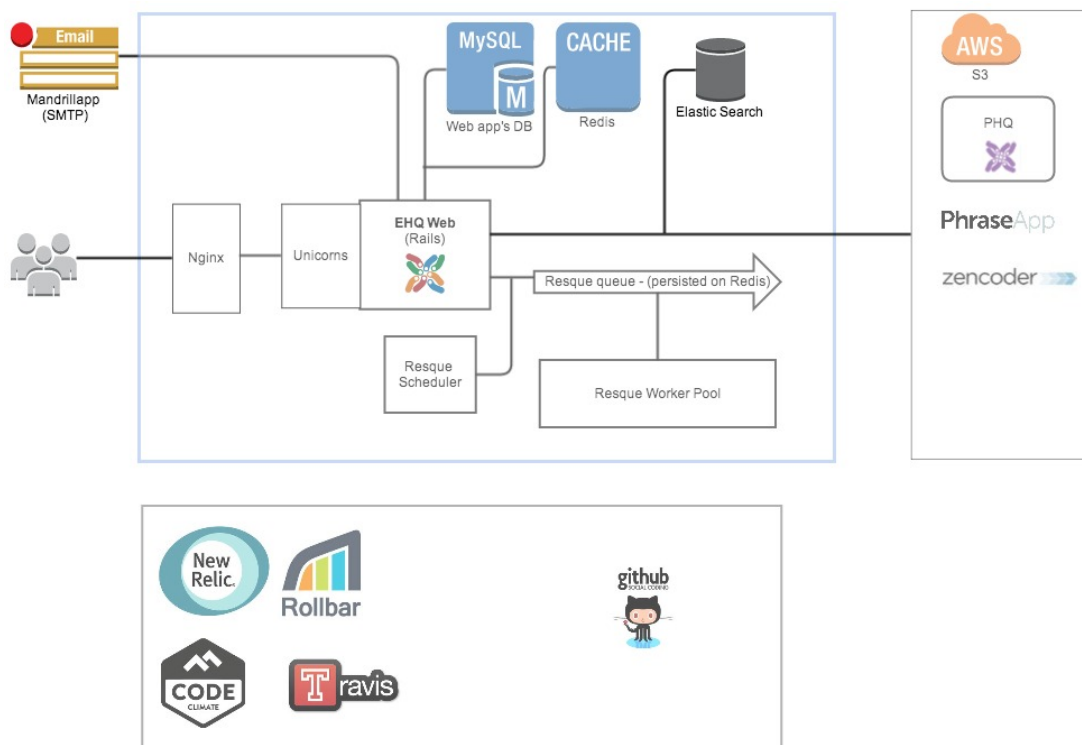 Email
Mandrillapp
(SMTP)
MySQL
M
Web app's DB
CACHE
Redis
Elastic Search
AWS
S3
PHQ
PhraseApp
zencoder
Nginx
Unicorns
EHQ Web
(Rails)
Resque queue - (persisted on Redis)
Resque
Scheduler
Resque Worker Pool
New
Relic.
Rollbar
github
SOCIAL CODING
CODE
CLIMATE
Travis